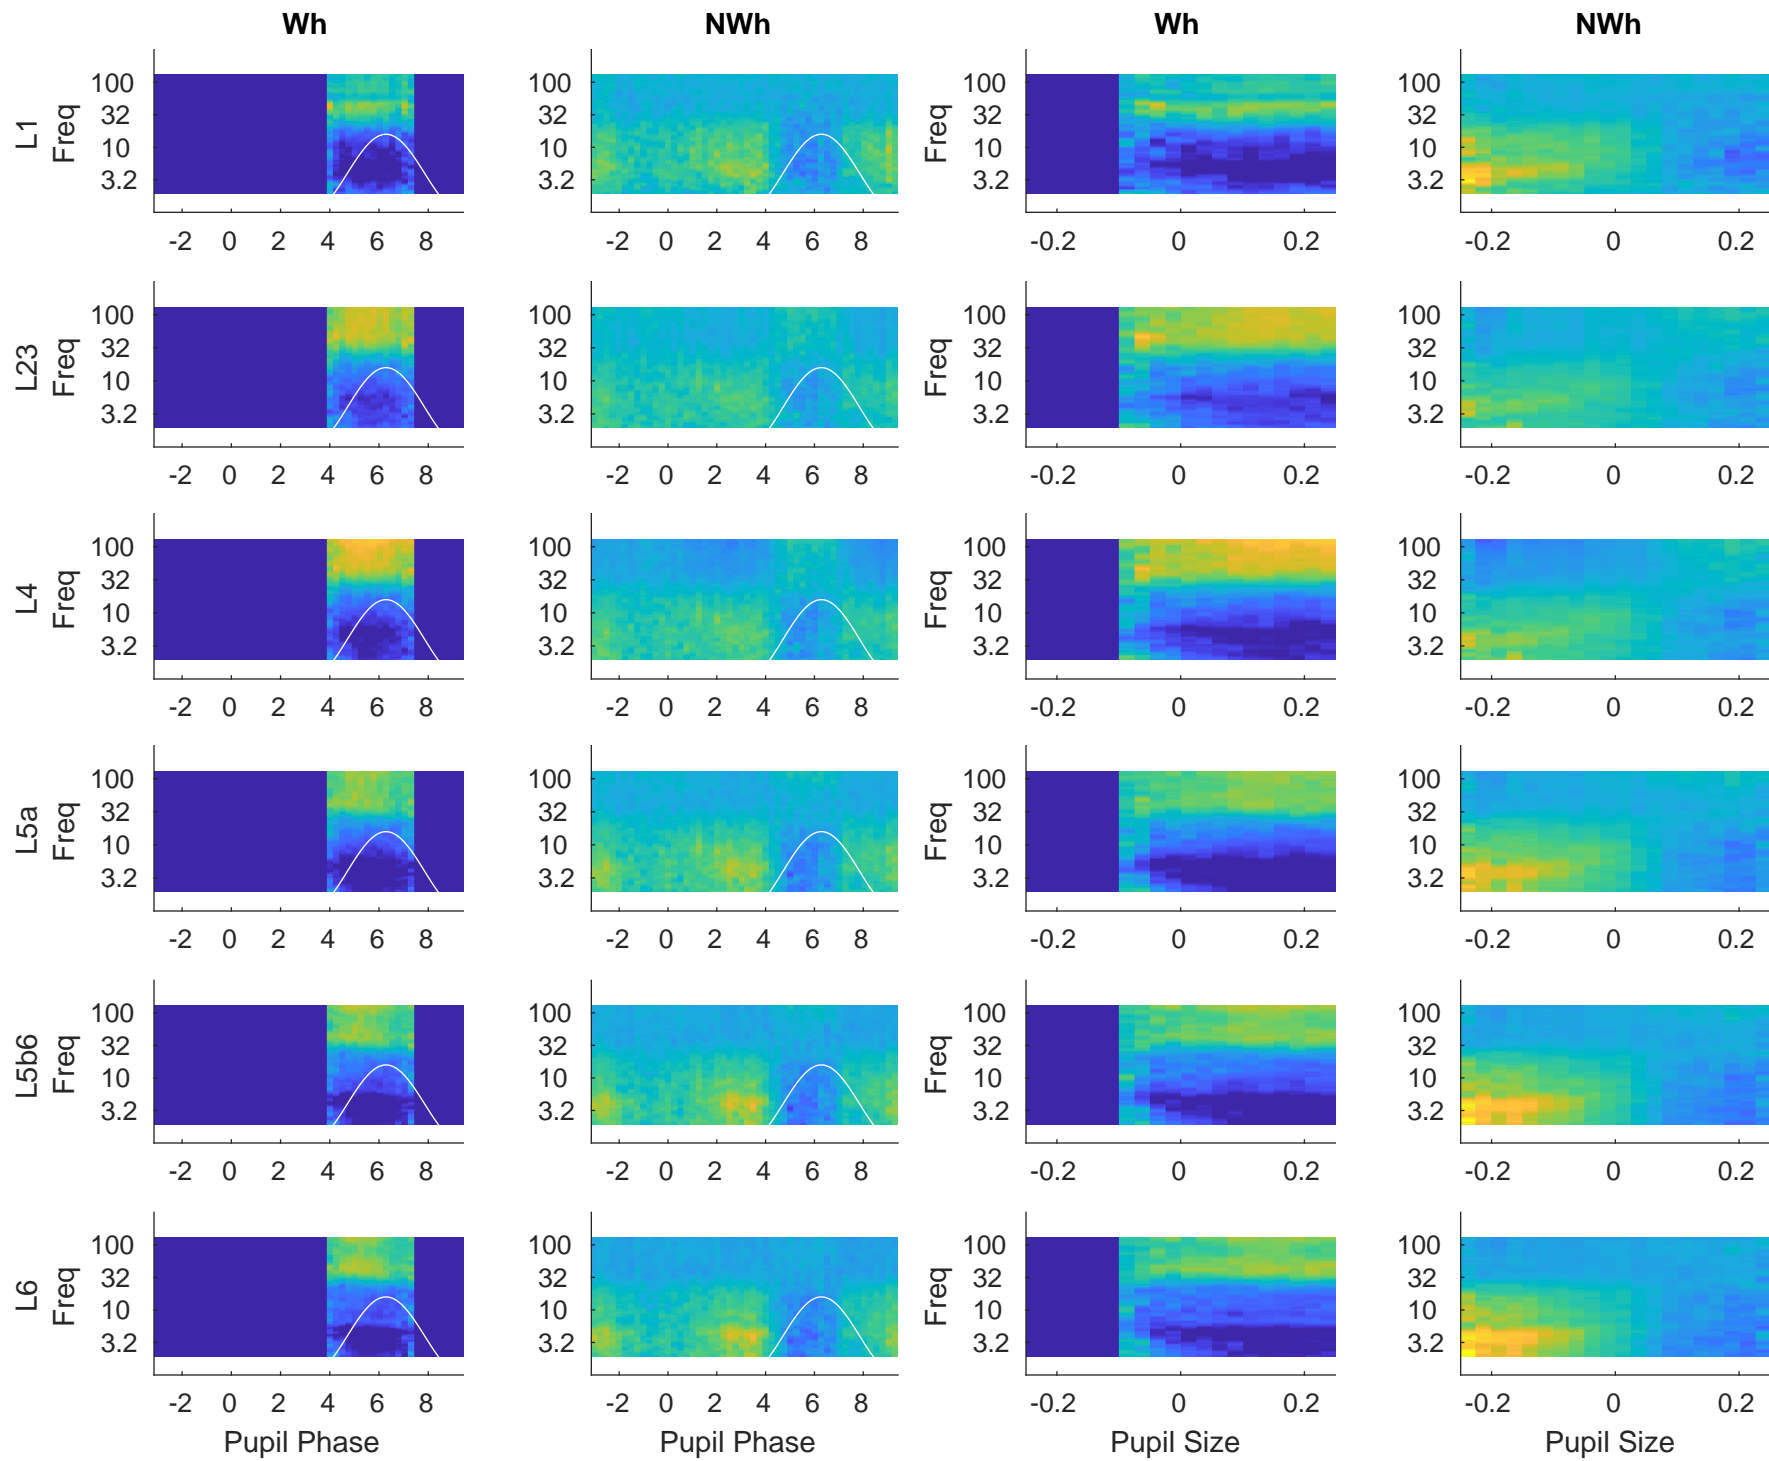 Wh NWh Wh NWh
L1 Freq 100 32 10 3.2 -2 0 2 4 6 8
100 32 10 3.2 -2 0 2 4 6 8
Freq 100 32 10 3.2 -0.2 0 0.2
100 32 10 3.2 -0.2 0 0.2
L23 Freq 100 32 10 3.2 -2 0 2 4 6 8
100 32 10 3.2 -2 0 2 4 6 8
Freq 100 32 10 3.2 -0.2 0 0.2
100 32 10 3.2 -0.2 0 0.2
L4 Freq 100 32 10 3.2 -2 0 2 4 6 8
100 32 10 3.2 -2 0 2 4 6 8
Freq 100 32 10 3.2 -0.2 0 0.2
100 32 10 3.2 -0.2 0 0.2
L5a Freq 100 32 10 3.2 -2 0 2 4 6 8
100 32 10 3.2 -2 0 2 4 6 8
Freq 100 32 10 3.2 -0.2 0 0.2
100 32 10 3.2 -0.2 0 0.2
L5b6 Freq 100 32 10 3.2 -2 0 2 4 6 8
100 32 10 3.2 -2 0 2 4 6 8
Freq 100 32 10 3.2 -0.2 0 0.2
100 32 10 3.2 -0.2 0 0.2
L6 Freq 100 32 10 3.2 -2 0 2 4 6 8
100 32 10 3.2 -2 0 2 4 6 8
Freq 100 32 10 3.2 -0.2 0 0.2
100 32 10 3.2 -0.2 0 0.2
Pupil Phase Pupil Phase Pupil Size Pupil Size